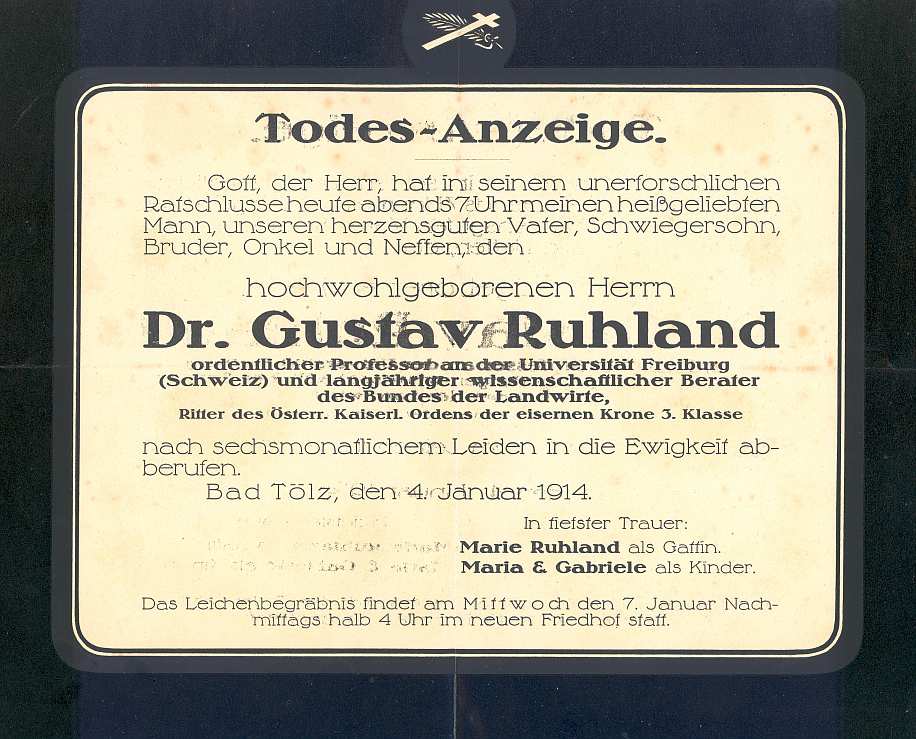 Todes-Anzeige.
Gott, der Herr, hat in seinem unerforschlichen
Ratschlusse heute abends 7 Uhr meinen heißgeliebten
Mann, unseren herzensguten Vater, Schwiegersohn,
Bruder, Onkel und Neffen, den
hochwohlgeborenen Herrn
Dr. Gustav Ruhland
ordentlicher Professor an der Universität Freiburg
(Schweiz) und langjähriger wissenschaftlicher Berater
des Bundes der Landwirte,
Ritter des Österr. Kaiserl. Ordens der eisernen Krone 3. Klasse
nach sechsmonatlichem Leiden in die Ewigkeit ab-
berufen.
Bad Tölz, den 4. Januar 1914.
In tiefster Trauer:
Marie Ruhland als Gattin.
Maria & Gabriele als Kinder.
Das Leichenbegräbnis findet am Mittwoch den 7. Januar Nach-
mittags halb 4 Uhr im neuen Friedhof statt.